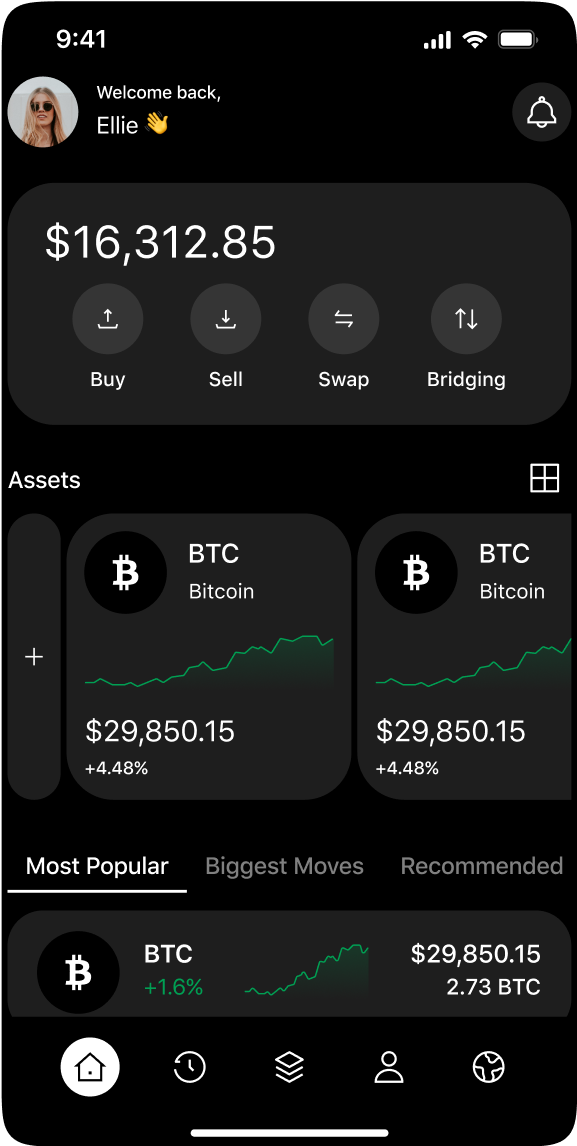 9:41
Welcome back,
Ellie 👋
$16,312.85
Buy Sell Swap Bridging
Assets
BTC
Bitcoin
$29,850.15
+4.48%
BTC
Bitcoin
$29,850.15
+4.48%
Most Popular Biggest Moves Recommended
BTC $29,850.15
+1.6% 2.73 BTC